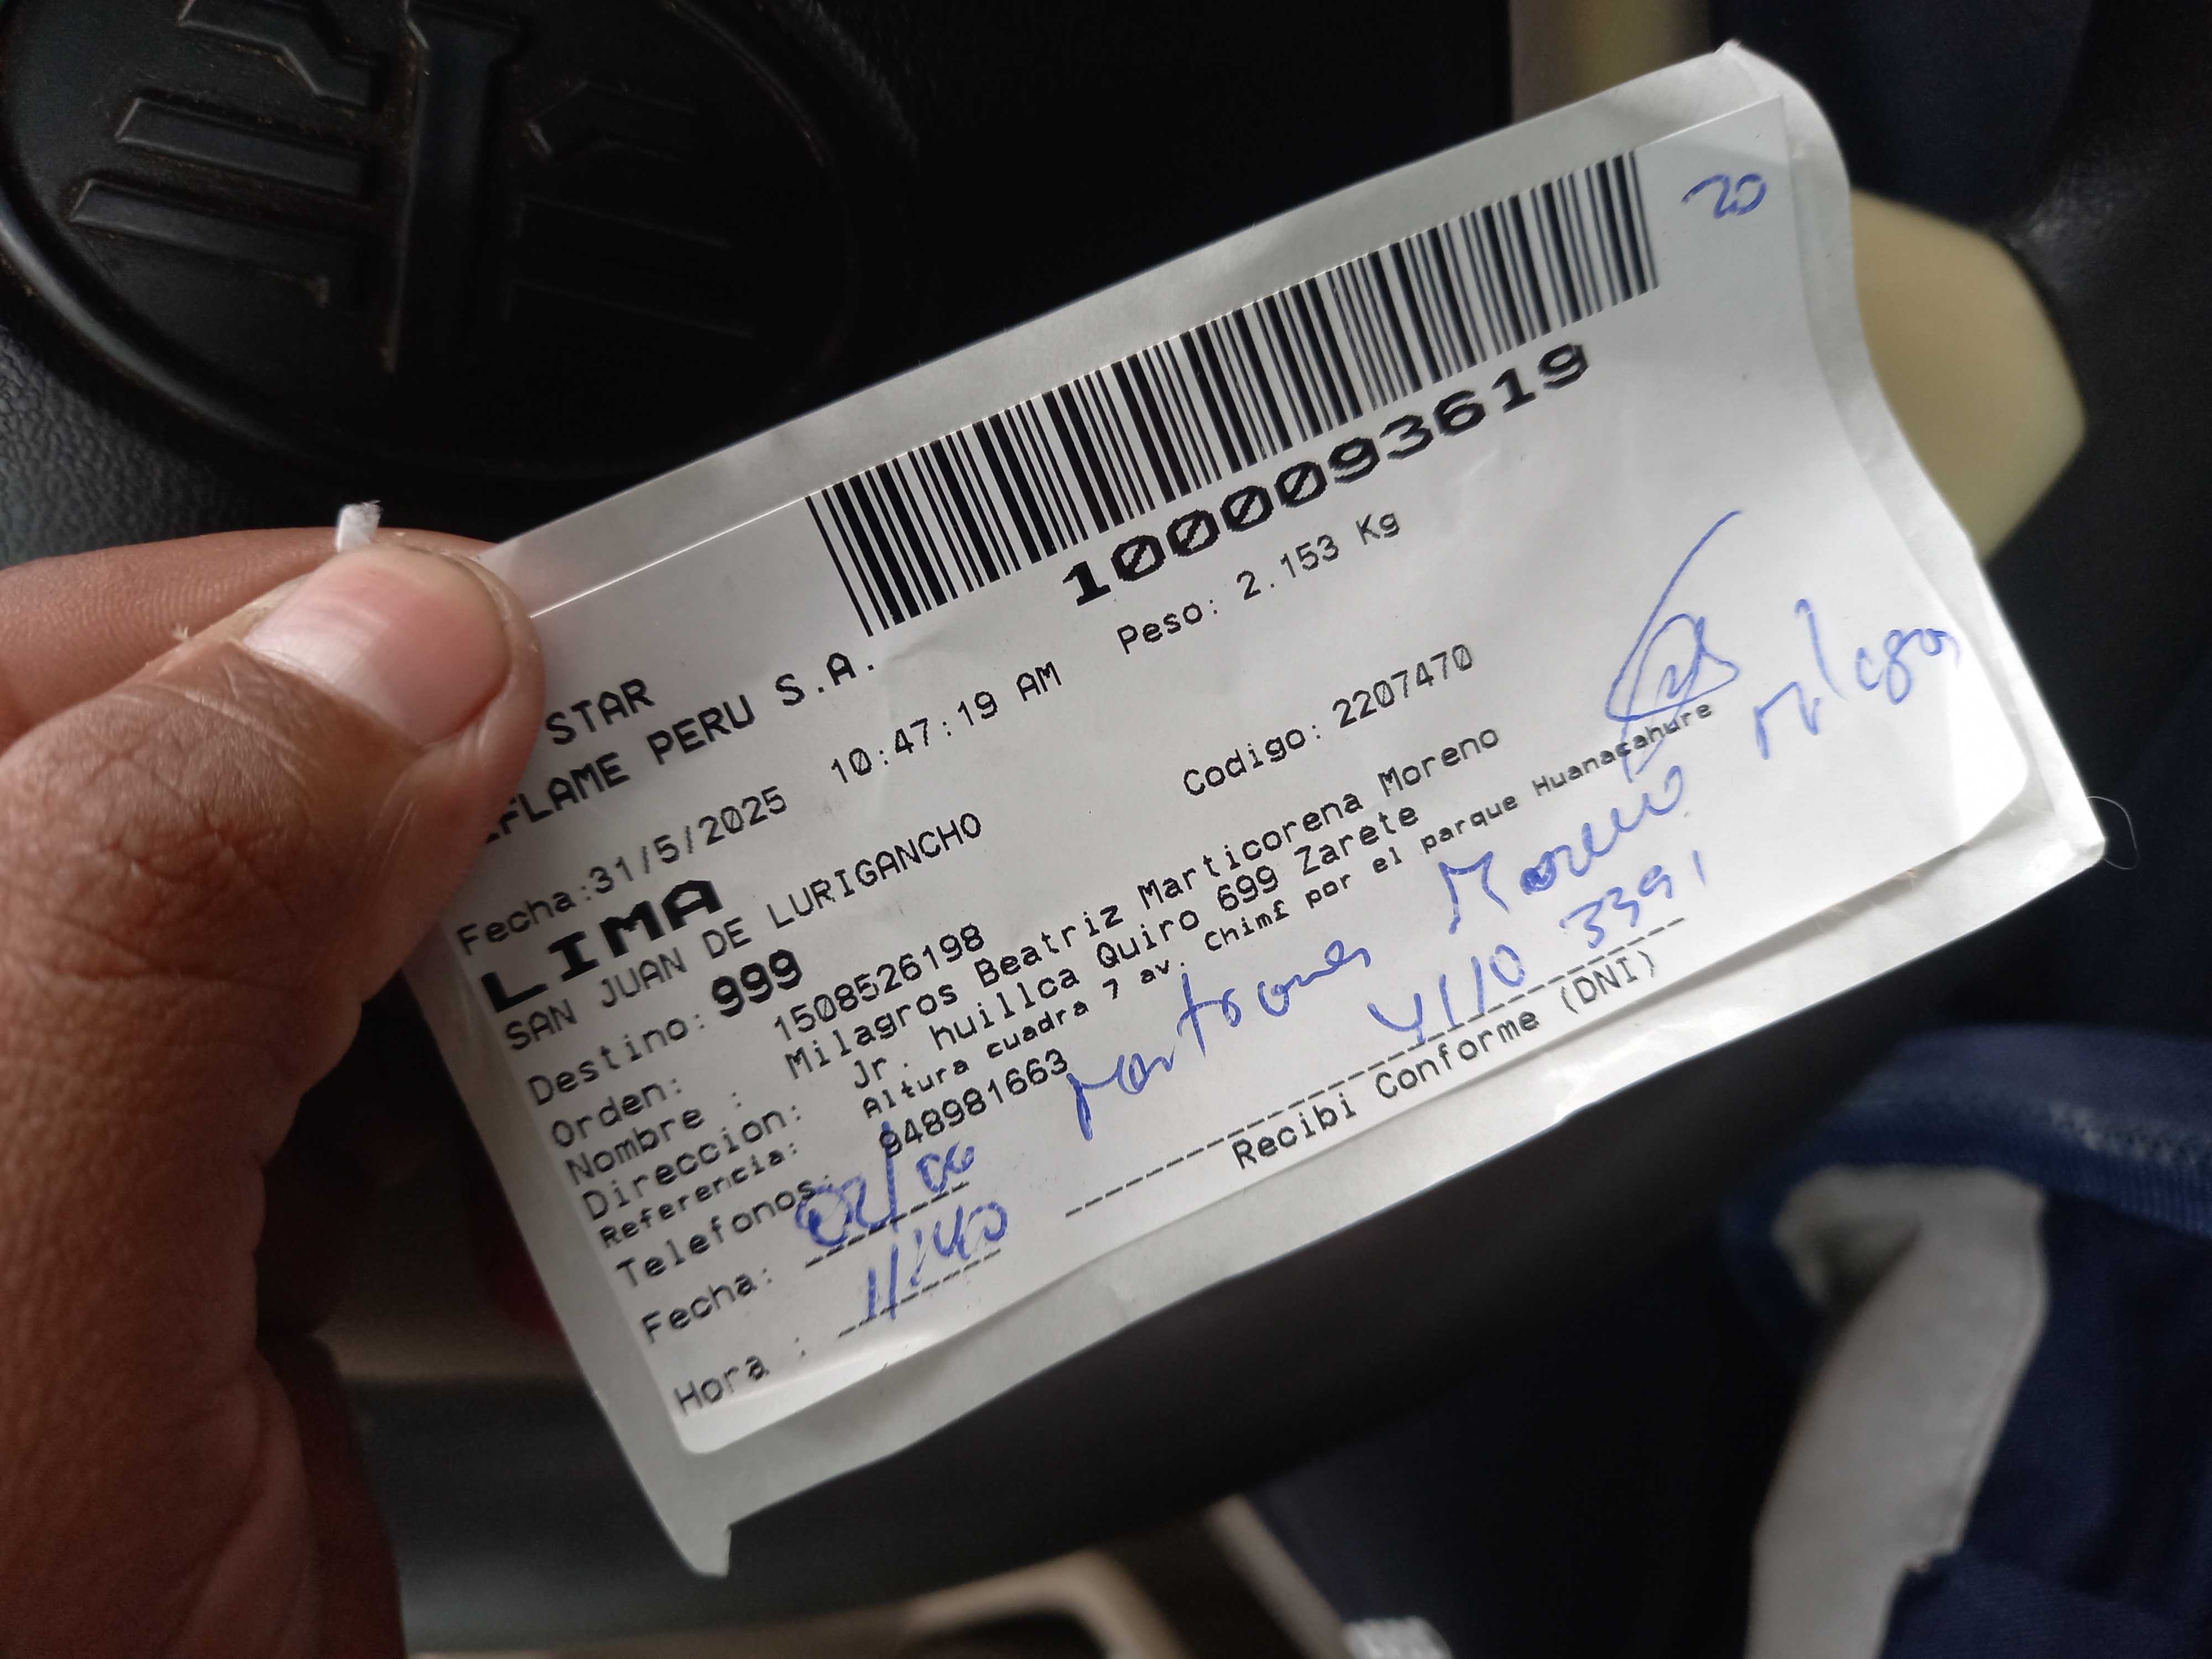 20
1000093619
STAR
FLAME PERU S.A.
Peso: 2.153 Kg
Fecha:31/5/2025 10:47:19 AM
LIMA
SAN JUAN DE LURIGANCHO
Codigo: 2207470
Destino: 999
Orden: 1508526198
Nombre : Milagros Beatriz Marticorena Moreno
Direccion: Jr. huillca Quiro 699 Zarete
Referencia: Altura cuadra 7 av. Chimf por el parque Huanacahure
Telefonos: 948981663
Moreno
4110 3391
Fecha: 02/06
Hora : 11:40
Recibi Conforme (DNI)